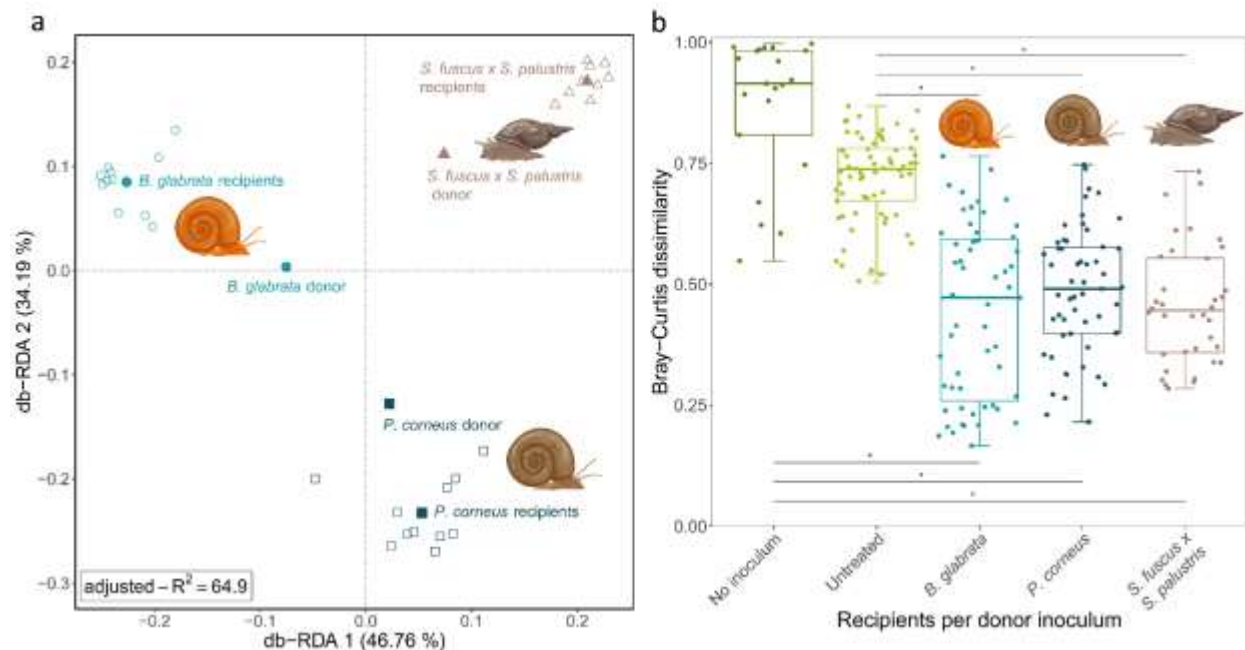 a
db-RDA 2 (34.19 %)
0.2
0.1
0.0
−0.1
−0.2
−0.3
S. fuscus x S. palustris
recipients
S. fuscus x S. palustris
donor
B. glabrata recipients
B. glabrata donor
P. corneus donor
P. corneus recipients
adjusted – R² = 64.9
−0.2
−0.1
0.0
0.1
0.2
db-RDA 1 (46.76 %)
b
Bray−Curtis dissimilarity
1.00
0.75
0.50
0.25
0.00
*
*
*
*
*
*
No inoculum
Untreated
B. glabrata
P. corneus
S. fuscus x
S. palustris
Recipients per donor inoculum